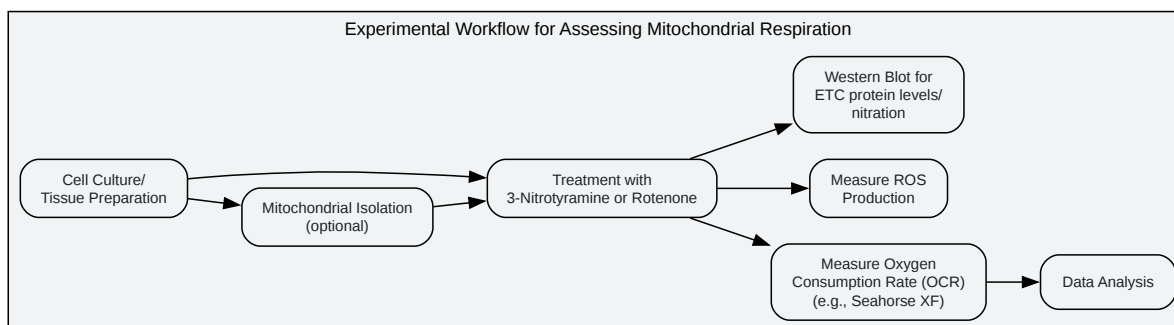 Experimental Workflow for Assessing Mitochondrial Respiration
Cell Culture/
Tissue Preparation
Mitochondrial Isolation
(optional)
Treatment with
3-Nitrotyramine or Rotenone
Western Blot for
ETC protein levels/
nitration
Measure ROS
Production
Measure Oxygen
Consumption Rate (OCR)
(e.g., Seahorse XF)
Data Analysis